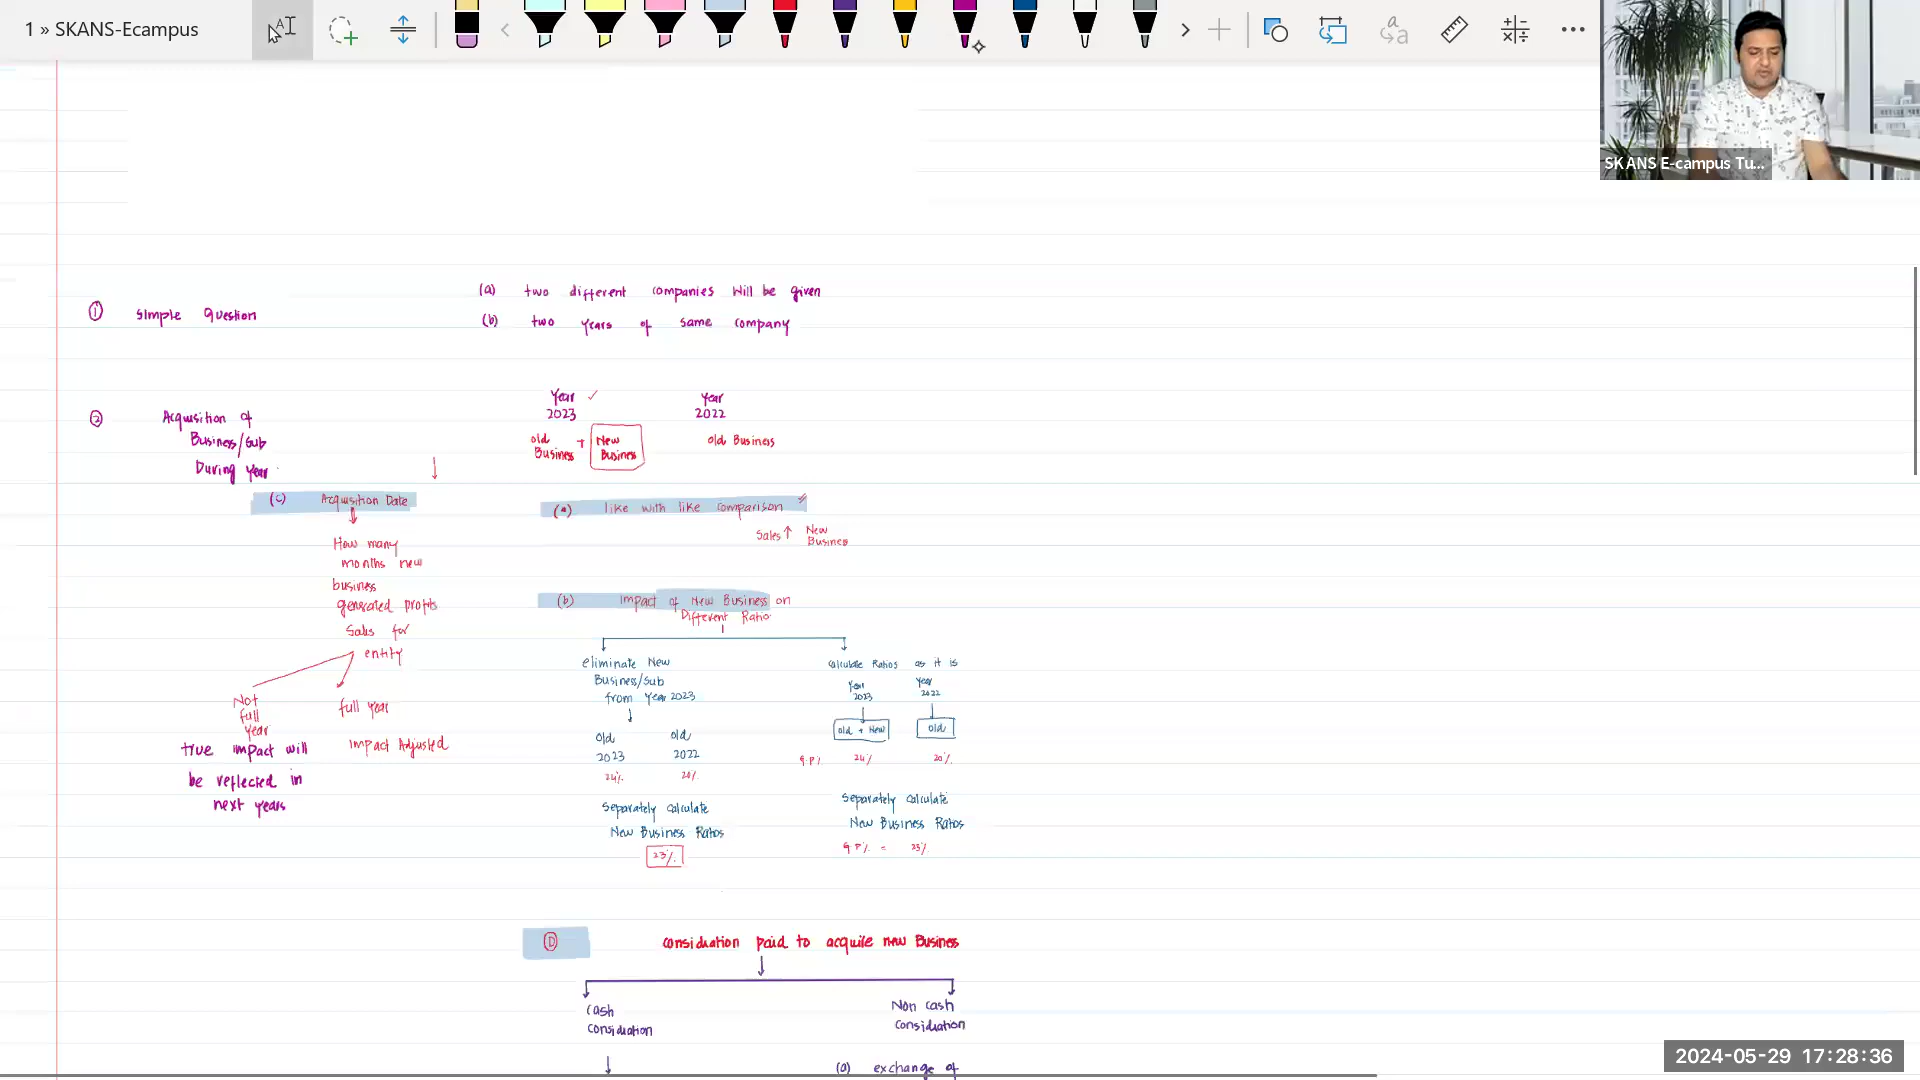 1 » SKANS-Ecampus
SKANS E-campus Tu...
① Simple Question
(a) two different companies will be given
(b) two years of same company
② Acquisition of
Business/sub
During year
Year 2023
Year 2022
old Business + New Business
old Business
(c) Acquisition Date
How many
months new
business
generated profits
Sales for
entity
Not full year
full year
true impact will
be reflected in
next years
Impact Adjusted
(a) like with like comparison
Sales ↑ New Business
(b) Impact of New Business on
Different Ratio
eliminate New
Business/sub
from Year 2023
old 2023
old 2022
24%
20%
Separately calculate
New Business Ratios
23%
Calculate Ratios as it is
Year 2023
Year 2022
old + New
old
G.P% 24% 20%
Separately calculate
New Business Ratios
G.P% = 23%
Ⓓ consideration paid to acquire new Business
Cash
consideration
Non cash
consideration
(a) exchange of
2024-05-29 17:28:36